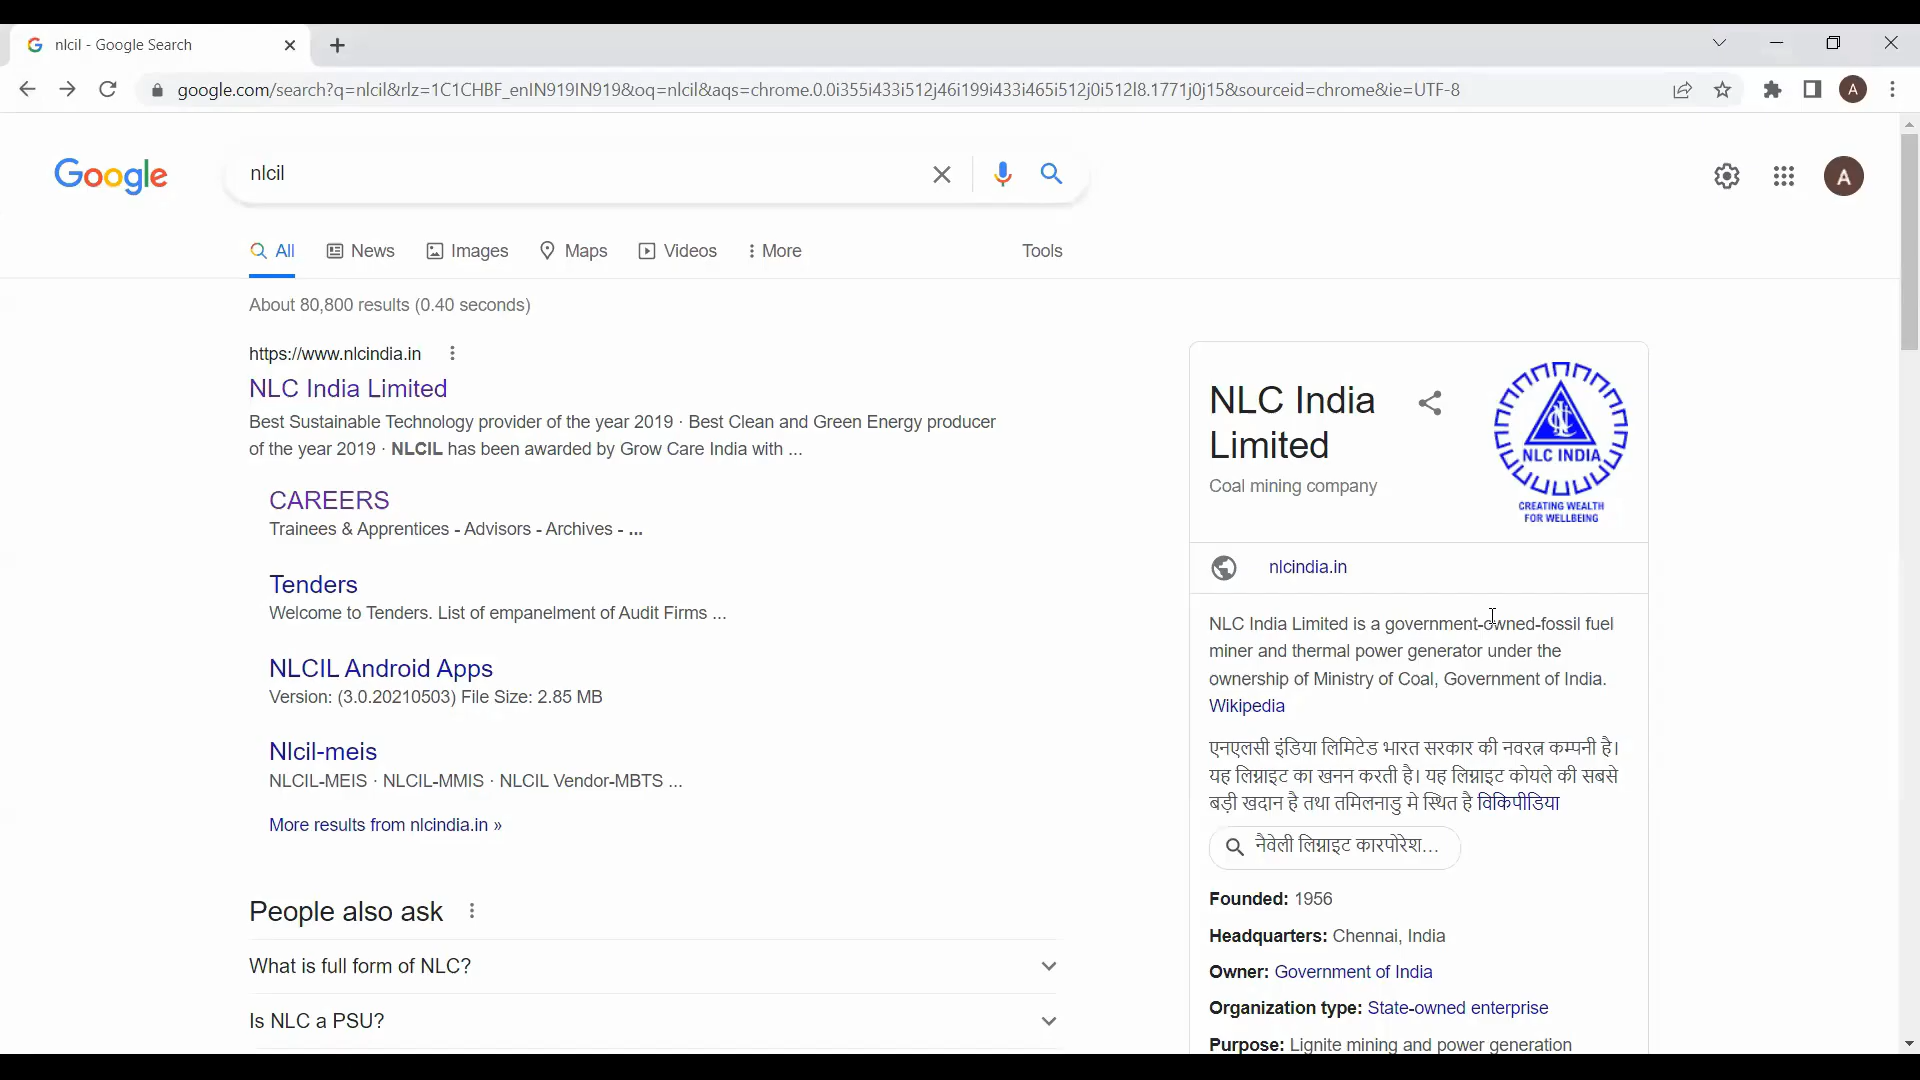 nlcil - Google Search
google.com/search?q=nlcil&rlz=1C1CHBF_enIN919IN919&oq=nlcil&aqs=chrome.0.0i355i433i512j46i199i433i465i512j0i512l8.1771j0j15&sourceid=chrome&ie=UTF-8
A
Google
nlcil
A
All
News
Images
Maps
Videos
More
Tools
About 80,800 results (0.40 seconds)
https://www.nlcindia.in
NLC India Limited
Best Sustainable Technology provider of the year 2019 · Best Clean and Green Energy producer
of the year 2019 · NLCIL has been awarded by Grow Care India with ...
CAREERS
Trainees & Apprentices - Advisors - Archives - ...
Tenders
Welcome to Tenders. List of empanelment of Audit Firms ...
NLCIL Android Apps
Version: (3.0.20210503) File Size: 2.85 MB
Nlcil-meis
NLCIL-MEIS · NLCIL-MMIS · NLCIL Vendor-MBTS ...
More results from nlcindia.in »
People also ask
What is full form of NLC?
Is NLC a PSU?
NLC India
Limited
Coal mining company
NLC INDIA
CREATING WEALTH
FOR WELLBEING
nlcindia.in
NLC India Limited is a government-owned-fossil fuel
miner and thermal power generator under the
ownership of Ministry of Coal, Government of India.
Wikipedia
एनएलसी इंडिया लिमिटेड भारत सरकार की नवरत्न कम्पनी है।
यह लिग्नाइट का खनन करती है। यह लिग्नाइट कोयले की सबसे
बड़ी खदान है तथा तमिलनाडु मे स्थित है विकिपीडिया
नैवेली लिग्नाइट कारपोरेश...
Founded: 1956
Headquarters: Chennai, India
Owner: Government of India
Organization type: State-owned enterprise
Purpose: Lignite mining and power generation